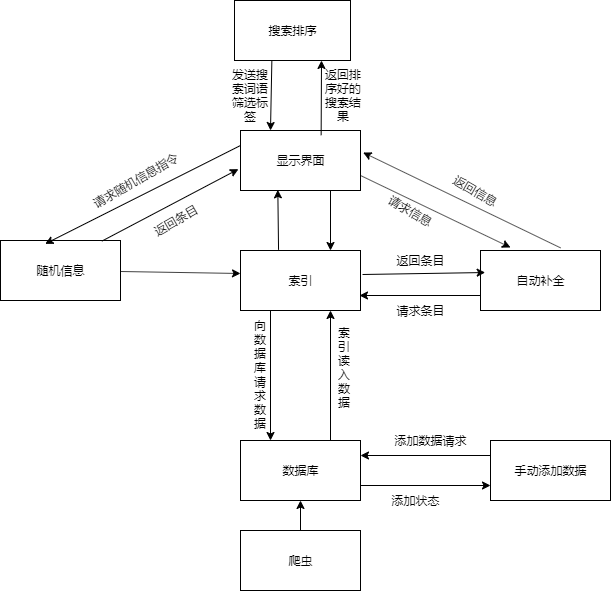 搜索排序
发送搜
索词语
筛选标
签
返回排
序好的
搜索结
果
显示界面
请求随机信息指令
返回条目
返回信息
请求信息
随机信息
索引
返回条目
请求条目
自动补全
向
数
据
库
请
求
数
据
索
引
读
入
数
据
数据库
添加数据请求
添加状态
手动添加数据
爬虫